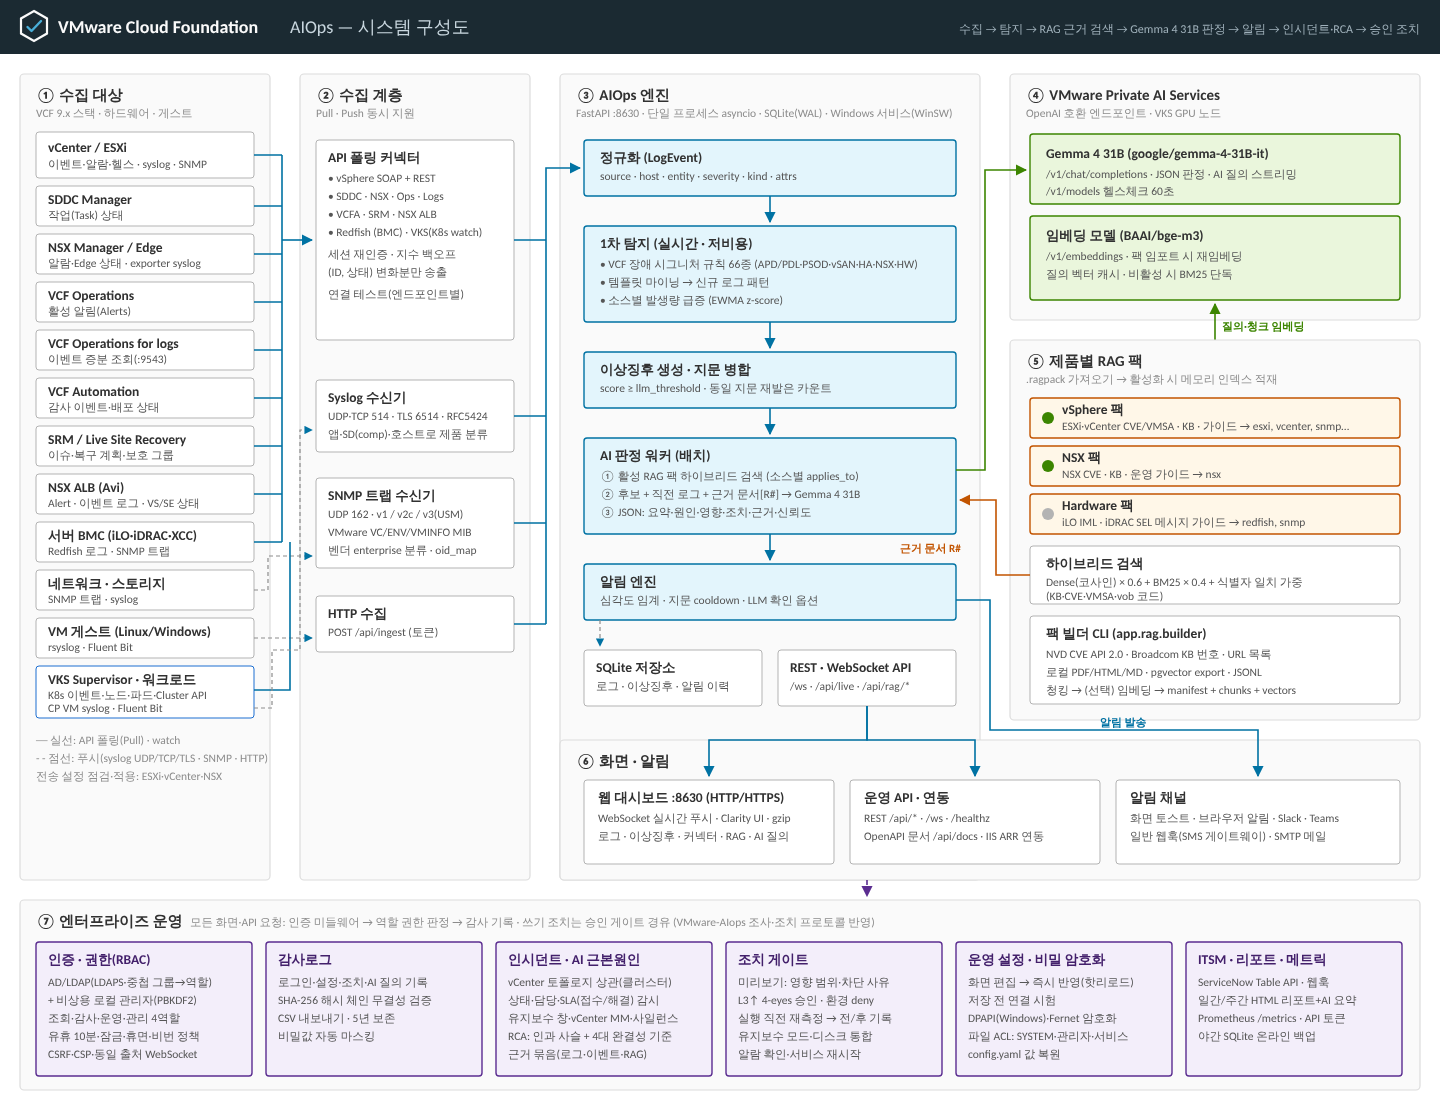 VMware Cloud Foundation
AIOps — 시스템 구성도
수집 → 탐지 → RAG 근거 검색 → Gemma 4 31B 판정 → 알림 → 인시던트·RCA → 승인 조치
① 수집 대상
VCF 9.x 스택 · 하드웨어 · 게스트
vCenter / ESXi
이벤트·알람·헬스 · syslog · SNMP
SDDC Manager
작업(Task) 상태
NSX Manager / Edge
알람·Edge 상태 · exporter syslog
VCF Operations
활성 알림(Alerts)
VCF Operations for logs
이벤트 증분 조회(:9543)
VCF Automation
감사 이벤트·배포 상태
SRM / Live Site Recovery
이슈·복구 계획·보호 그룹
NSX ALB (Avi)
Alert · 이벤트 로그 · VS/SE 상태
서버 BMC (iLO·iDRAC·XCC)
Redfish 로그 · SNMP 트랩
네트워크 · 스토리지
SNMP 트랩 · syslog
VM 게스트 (Linux/Windows)
rsyslog · Fluent Bit
VKS Supervisor · 워크로드
K8s 이벤트·노드·파드·Cluster API
CP VM syslog · Fluent Bit
— 실선: API 폴링(Pull) · watch
- - 점선: 푸시(syslog UDP/TCP/TLS · SNMP · HTTP)
전송 설정 점검·적용: ESXi·vCenter·NSX
② 수집 계층
Pull · Push 동시 지원
API 폴링 커넥터
• vSphere SOAP + REST
• SDDC · NSX · Ops · Logs
• VCFA · SRM · NSX ALB
• Redfish (BMC) · VKS(K8s watch)
세션 재인증 · 지수 백오프
(ID, 상태) 변화분만 송출
연결 테스트(엔드포인트별)
Syslog 수신기
UDP·TCP 514 · TLS 6514 · RFC5424
앱·SD(comp)·호스트로 제품 분류
SNMP 트랩 수신기
UDP 162 · v1 / v2c / v3(USM)
VMware VC/ENV/VMINFO MIB
벤더 enterprise 분류 · oid_map
HTTP 수집
POST /api/ingest (토큰)
③ AIOps 엔진
FastAPI :8630 · 단일 프로세스 asyncio · SQLite(WAL) · Windows 서비스(WinSW)
정규화 (LogEvent)
source · host · entity · severity · kind · attrs
1차 탐지 (실시간 · 저비용)
• VCF 장애 시그니처 규칙 66종 (APD/PDL·PSOD·vSAN·HA·NSX·HW)
• 템플릿 마이닝 → 신규 로그 패턴
• 소스별 발생량 급증 (EWMA z-score)
이상징후 생성 · 지문 병합
score ≥ llm_threshold · 동일 지문 재발은 카운트
AI 판정 워커 (배치)
① 활성 RAG 팩 하이브리드 검색 (소스별 applies_to)
② 후보 + 직전 로그 + 근거 문서[R#] → Gemma 4 31B
③ JSON: 요약·원인·영향·조치·근거·신뢰도
근거 문서 R#
알림 엔진
심각도 임계 · 지문 cooldown · LLM 확인 옵션
SQLite 저장소
로그 · 이상징후 · 알림 이력
REST · WebSocket API
/ws · /api/live · /api/rag/*
④ VMware Private AI Services
OpenAI 호환 엔드포인트 · VKS GPU 노드
Gemma 4 31B (google/gemma-4-31B-it)
/v1/chat/completions · JSON 판정 · AI 질의 스트리밍
/v1/models 헬스체크 60초
임베딩 모델 (BAAI/bge-m3)
/v1/embeddings · 팩 임포트 시 재임베딩
질의 벡터 캐시 · 비활성 시 BM25 단독
질의·청크 임베딩
⑤ 제품별 RAG 팩
.ragpack 가져오기 → 활성화 시 메모리 인덱스 적재
vSphere 팩
ESXi·vCenter CVE/VMSA · KB · 가이드 → esxi, vcenter, snmp…
NSX 팩
NSX CVE · KB · 운영 가이드 → nsx
Hardware 팩
iLO IML · iDRAC SEL 메시지 가이드 → redfish, snmp
하이브리드 검색
Dense(코사인) × 0.6 + BM25 × 0.4 + 식별자 일치 가중
(KB·CVE·VMSA·vob 코드)
팩 빌더 CLI (app.rag.builder)
NVD CVE API 2.0 · Broadcom KB 번호 · URL 목록
로컬 PDF/HTML/MD · pgvector export · JSONL
청킹 → (선택) 임베딩 → manifest + chunks + vectors
알림 발송
⑥ 화면 · 알림
웹 대시보드 :8630 (HTTP/HTTPS)
WebSocket 실시간 푸시 · Clarity UI · gzip
로그 · 이상징후 · 커넥터 · RAG · AI 질의
운영 API · 연동
REST /api/* · /ws · /healthz
OpenAPI 문서 /api/docs · IIS ARR 연동
알림 채널
화면 토스트 · 브라우저 알림 · Slack · Teams
일반 웹훅(SMS 게이트웨이) · SMTP 메일
⑦ 엔터프라이즈 운영
모든 화면·API 요청: 인증 미들웨어 → 역할 권한 판정 → 감사 기록 · 쓰기 조치는 승인 게이트 경유 (VMware-AIops 조사·조치 프로토콜 반영)
인증 · 권한(RBAC)
AD/LDAP(LDAPS·중첩 그룹→역할)
+ 비상용 로컬 관리자(PBKDF2)
조회·감사·운영·관리 4역할
유휴 10분·잠금·휴면·비번 정책
CSRF·CSP·동일 출처 WebSocket
감사로그
로그인·설정·조치·AI 질의 기록
SHA-256 해시 체인 무결성 검증
CSV 내보내기 · 5년 보존
비밀값 자동 마스킹
인시던트 · AI 근본원인
vCenter 토폴로지 상관(클러스터)
상태·담당·SLA(접수/해결) 감시
유지보수 창·vCenter MM·사일런스
RCA: 인과 사슬 + 4대 완결성 기준
근거 묶음(로그·이벤트·RAG)
조치 게이트
미리보기: 영향 범위·차단 사유
L3↑ 4-eyes 승인 · 환경 deny
실행 직전 재측정 → 전/후 기록
유지보수 모드·디스크 통합
알람 확인·서비스 재시작
운영 설정 · 비밀 암호화
화면 편집 → 즉시 반영(핫리로드)
저장 전 연결 시험
DPAPI(Windows)·Fernet 암호화
파일 ACL: SYSTEM·관리자·서비스
config.yaml 값 복원
ITSM · 리포트 · 메트릭
ServiceNow Table API · 웹훅
일간/주간 HTML 리포트+AI 요약
Prometheus /metrics · API 토큰
야간 SQLite 온라인 백업